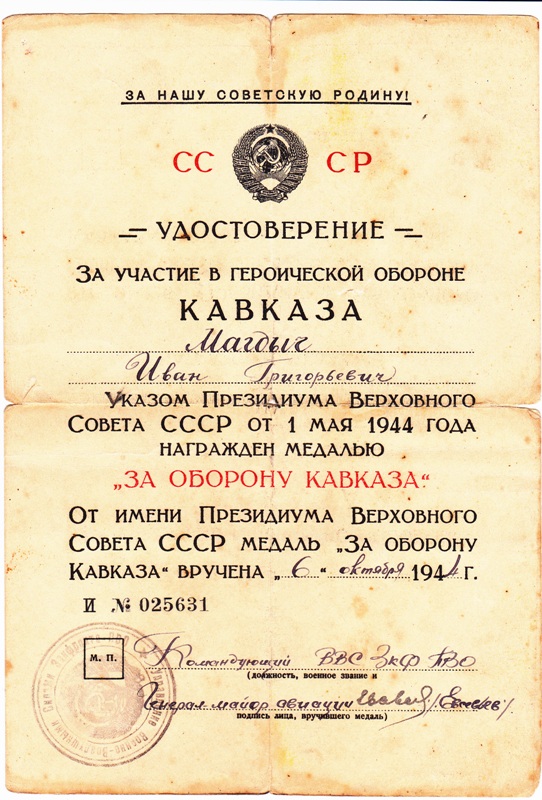 ЗА НАШУ СОВЕТСКУЮ РОДИНУ!
СС СР
УДОСТОВЕРЕНИЕ
ЗА УЧАСТИЕ В ГЕРОИЧЕСКОЙ ОБОРОНЕ
КАВКАЗА
Магдыч
Иван Григорьевич
УКАЗОМ ПРЕЗИДИУМА ВЕРХОВНОГО
СОВЕТА СССР ОТ 1 МАЯ 1944 ГОДА
НАГРАЖДЕН МЕДАЛЬЮ
„ЗА ОБОРОНУ КАВКАЗА“
ОТ ИМЕНИ ПРЕЗИДИУМА ВЕРХОВНОГО
СОВЕТА СССР МЕДАЛЬ „ЗА ОБОРОНУ
КАВКАЗА“ ВРУЧЕНА „6“ октября 1944 г.
И № 025631
М. П.
Командующий ВВС ЗкФ ПВО
(должность, военное звание и
Генерал майор авиации /Евсевьев/
подпись лица, вручившего медаль)